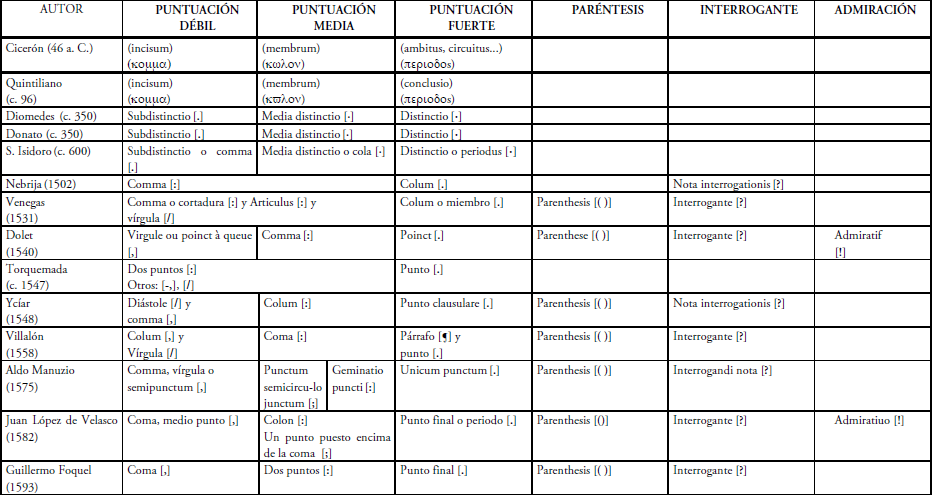 AUTOR PUNTUACIÓN DÉBIL PUNTUACIÓN MEDIA PUNTUACIÓN FUERTE PARÉNTESIS INTERROGANTE ADMIRACIÓN
Cicerón (46 a. C.) (incisum) (membrum) (ambitus, circuitus...)
(κομμα) (κωλον) (περιοδos)
Quintiliano (incisum) (membrum) (conclusio)
(c. 96) (κομμα) (κϖλον) (περιοδos)
Diomedes (c. 350) Subdistinctio [.] Media distinctio [·] Distinctio [·]
Donato (c. 350) Subdistinctio [.] Media distinctio [·] Distinctio [·]
S. Isidoro (c. 600) Subdistinctio o comma Media distinctio o cola [·] Distinctio o periodus [·]
[.]
Nebrija (1502) Comma [:] Colum [.] Nota interrogationis [?]
Venegas Comma o cortadura [:] y Articulus [:] y Colum o miembro [.] Parenthesis [( )] Interrogante [?]
(1531) vírgula [/]
Dolet Virgule ou poinct à queue Comma [:] Poinct [.] Parenthese [( )] Interrogante [?] Admiratif
(1540) [,] [!]
Torquemada Dos puntos [:] Punto [.]
(c. 1547) Otros: [-,], [/]
Ycíar Diástole [/] y Colum [:] Punto clausulare [.] Parenthesis [( )] Nota interrogationis [?]
(1548) comma [,]
Villalón Colum [,] y Coma [:] Párrafo [¶] y Parenthesis [( )] Interrogante [?]
(1558) Vírgula [/] punto [.]
Aldo Manuzio Comma, vírgula o Punctum Geminatio Unicum punctum [.] Parenthesis [( )] Interrogandi nota [?]
(1575) semipunctum [,] semicircu-lo puncti [:]
junctum [;]
Juan López de Velasco Coma, medio punto [,] Colon [:] Punto final o periodo [.] Parenthesis [()] Interrogante [?] Admiratiuo [!]
(1582) Un punto puesto encima
de la coma [;]
Guillermo Foquel Coma [,] Dos puntos [:] Punto final [.] Parenthesis [( )] Interrogante [?]
(1593)